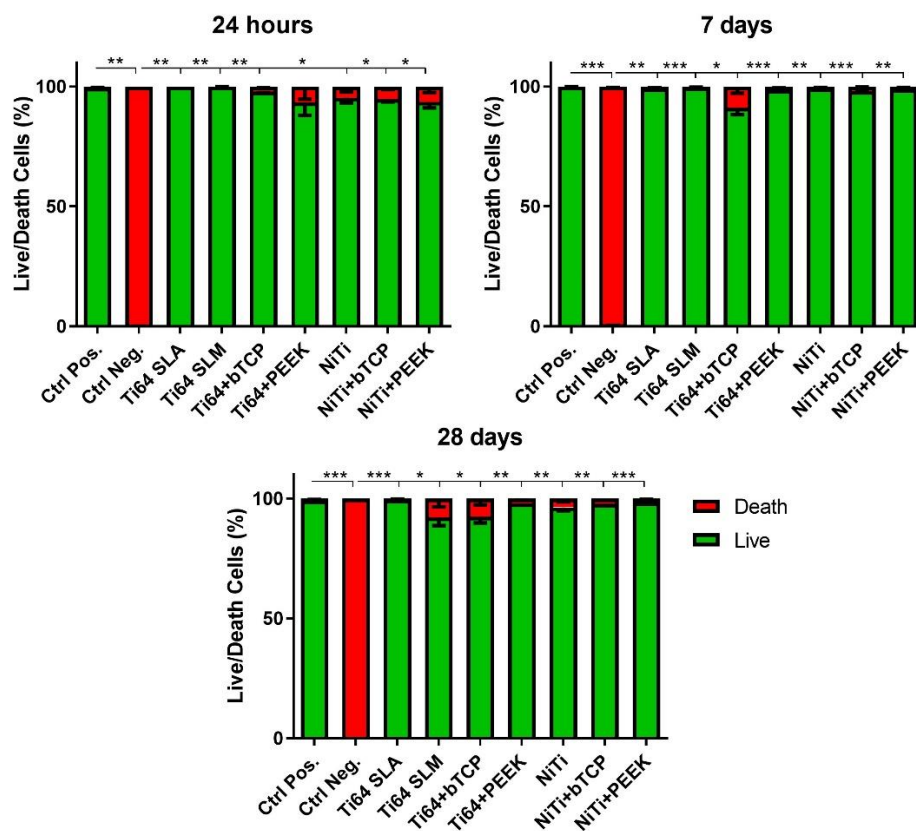 24 hours
** ** ** ** * * * *
100
50
0
Live/Death Cells (%)
Ctrl Pos.
Ctrl Neg.
Ti64 SLA
Ti64 SLM
Ti64+bTCP
Ti64+PEEK
NiTi
NiTi+bTCP
NiTi+PEEK
7 days
*** ** *** * *** ** *** **
100
50
0
Live/Death Cells (%)
Ctrl Pos.
Ctrl Neg.
Ti64 SLA
Ti64 SLM
Ti64+bTCP
Ti64+PEEK
NiTi
NiTi+bTCP
NiTi+PEEK
28 days
*** *** * * ** ** ** ***
100
50
0
Live/Death Cells (%)
Ctrl Pos.
Ctrl Neg.
Ti64 SLA
Ti64 SLM
Ti64+bTCP
Ti64+PEEK
NiTi
NiTi+bTCP
NiTi+PEEK
Death
Live